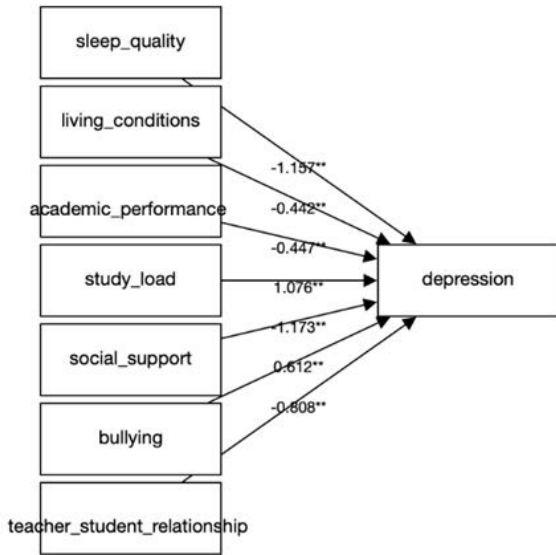 sleep_quality
living_conditions
academic_performance
study_load
social_support
bullying
teacher_student_relationship
-1.157**
-0.442**
-0.447**
1.076**
-1.173**
0.612**
-0.808**
depression